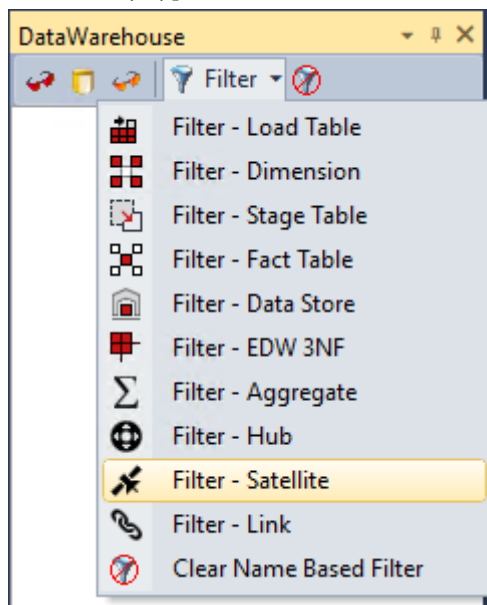 DataWarehouse
Filter
Filter - Load Table
Filter - Dimension
Filter - Stage Table
Filter - Fact Table
Filter - Data Store
Filter - EDW 3NF
Filter - Aggregate
Filter - Hub
Filter - Satellite
Filter - Link
Clear Name Based Filter